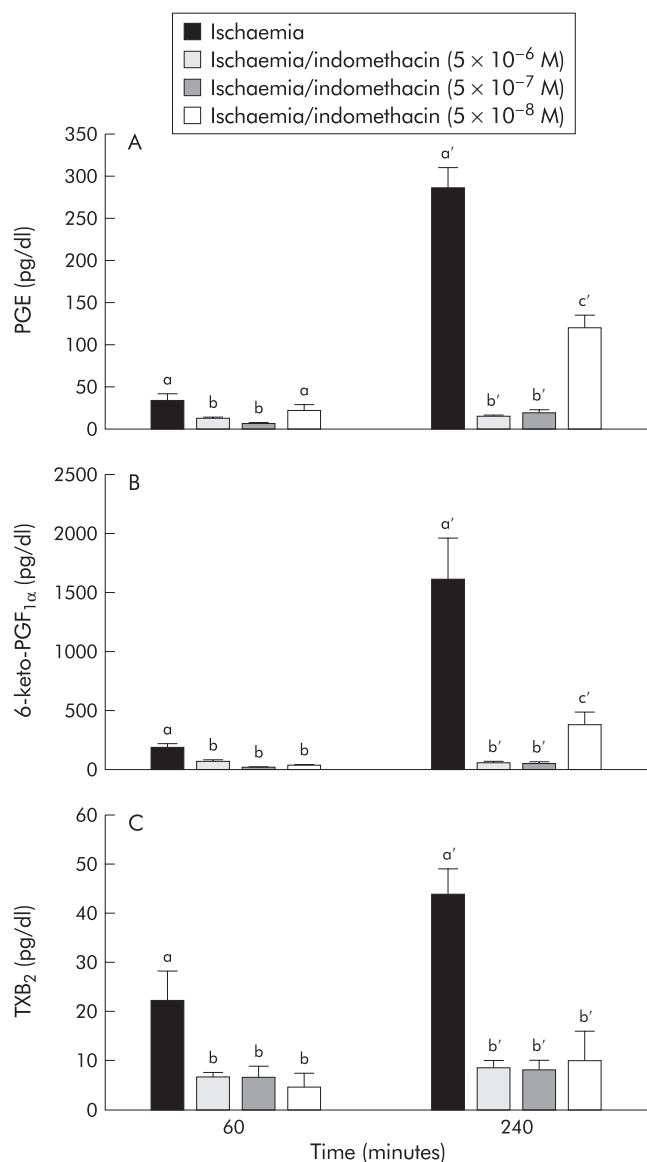 Ischaemia
Ischaemia/indomethacin (5 × 10⁻⁶ M)
Ischaemia/indomethacin (5 × 10⁻⁷ M)
Ischaemia/indomethacin (5 × 10⁻⁸ M)
A
PGE (pg/dl)
350
300
250
200
150
100
50
0
a
b
b
a
a′
b′
b′
c′
B
6-keto-PGF₁α (pg/dl)
2500
2000
1500
1000
500
0
a
b
b
b
a′
b′
b′
c′
C
TXB₂ (pg/dl)
60
50
40
30
20
10
0
a
b
b
b
a′
b′
b′
b′
60
240
Time (minutes)